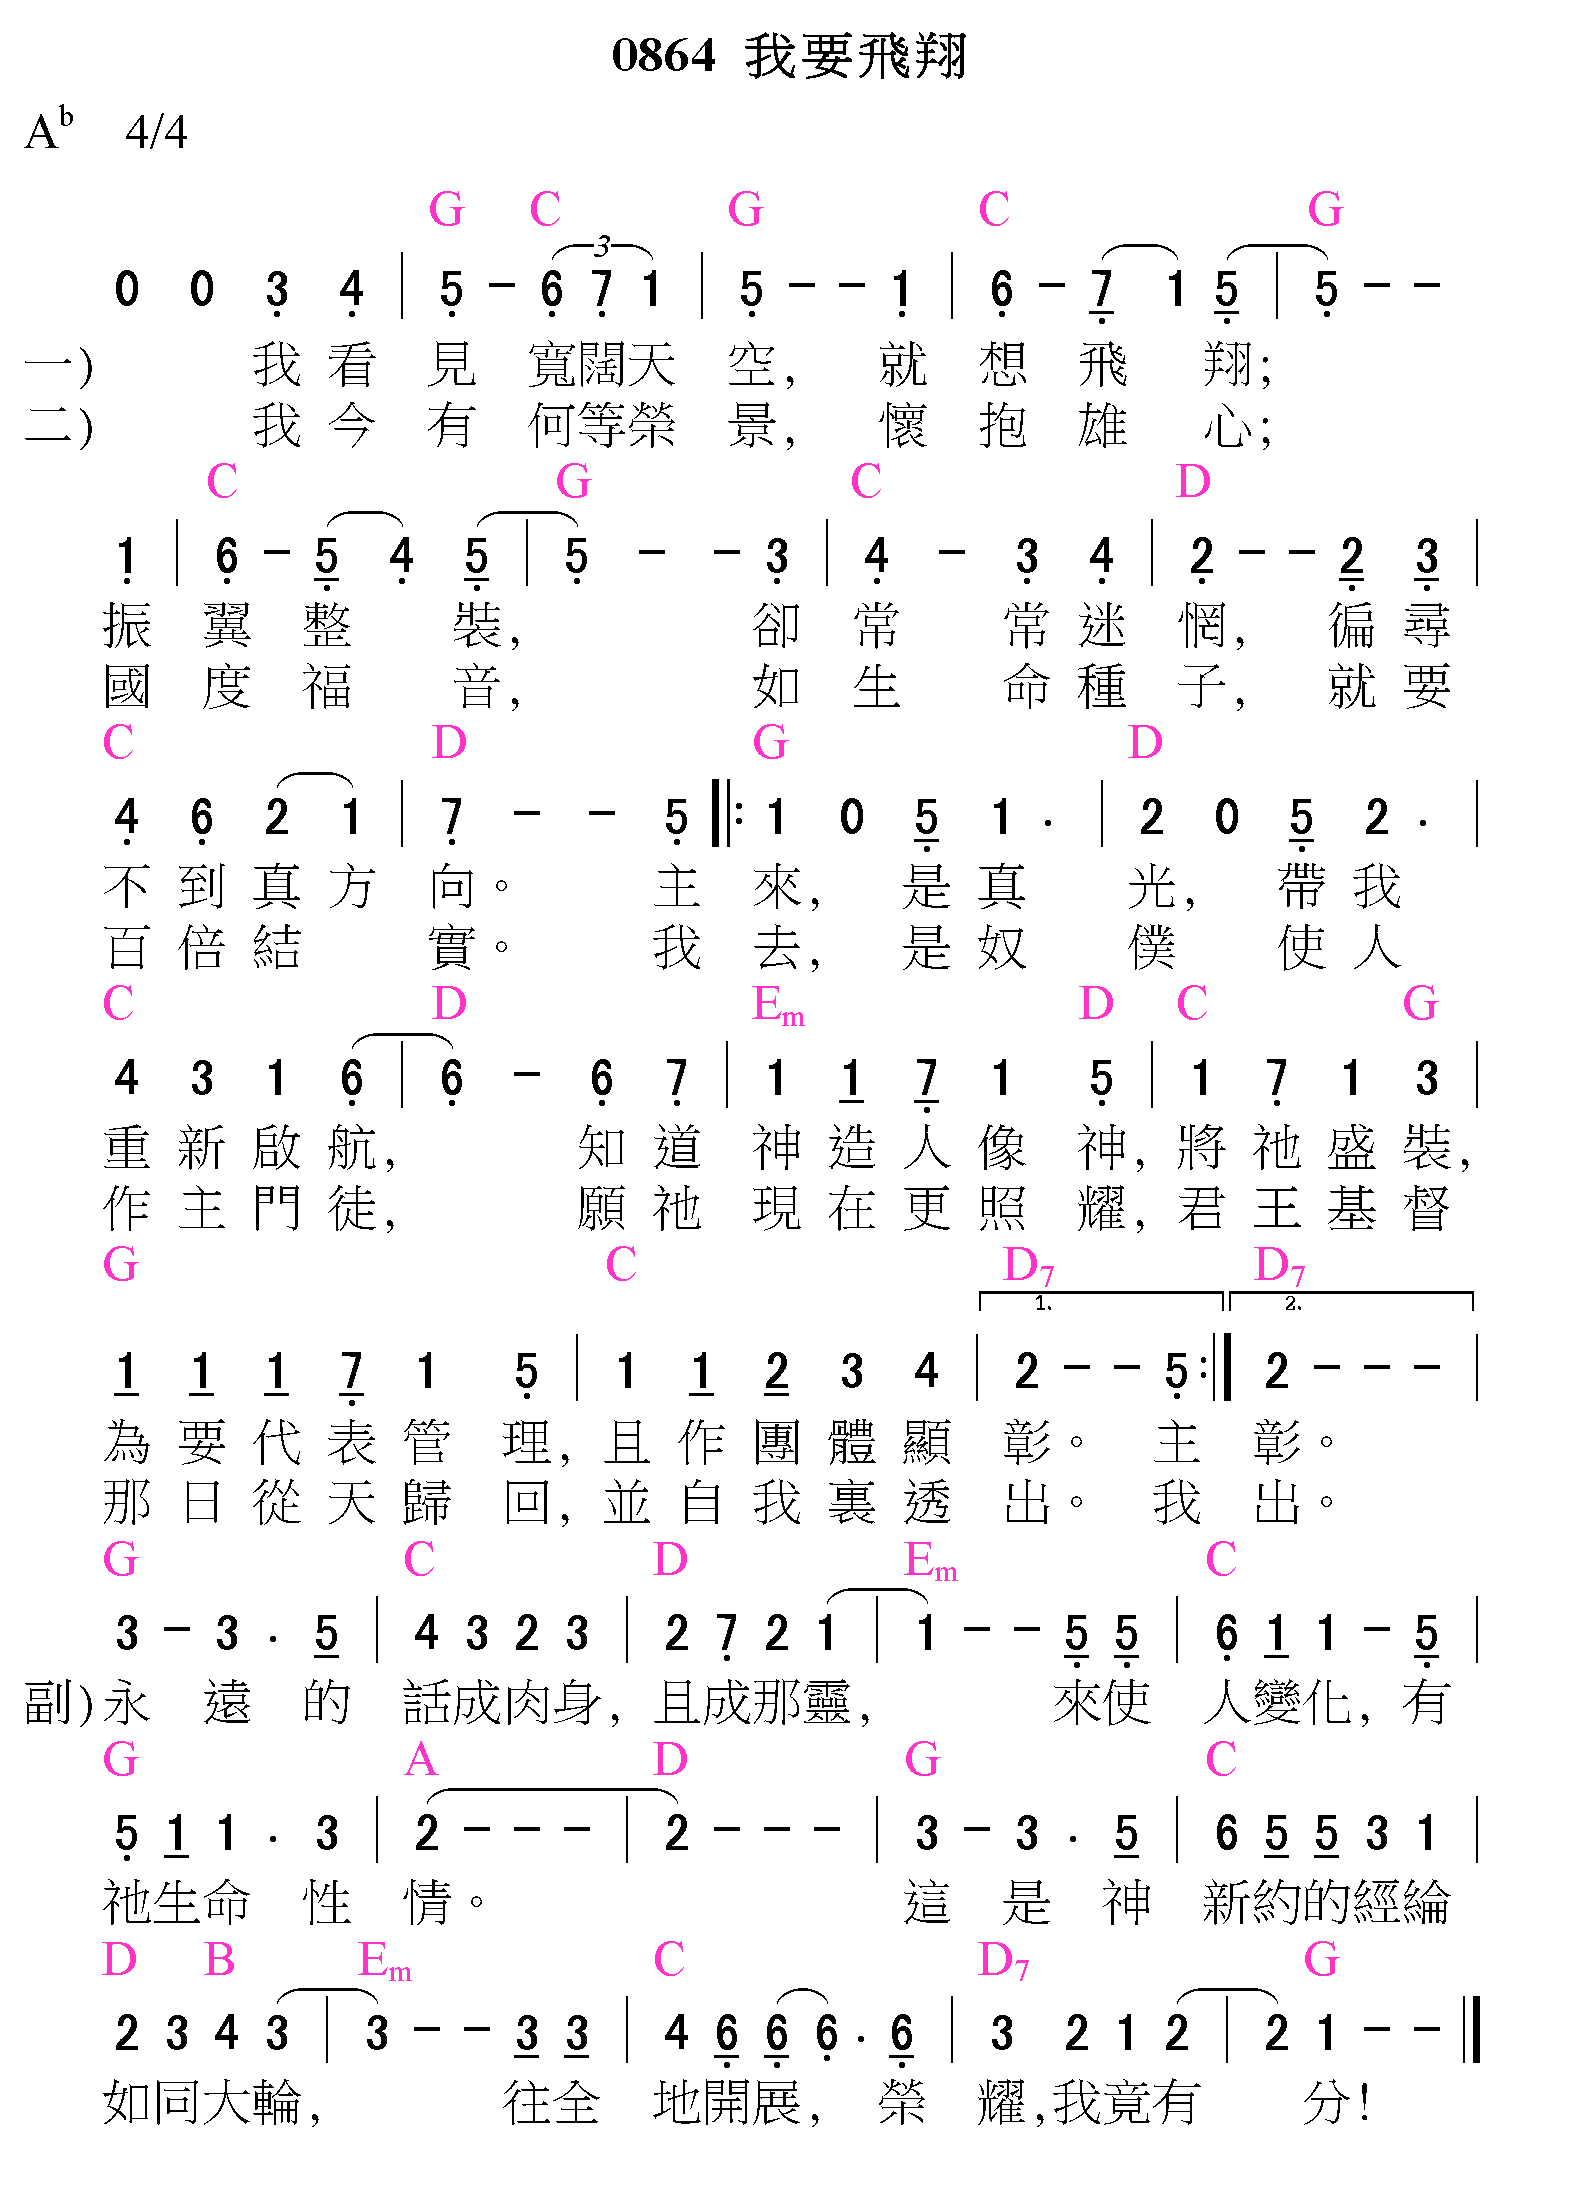 0864 我要飛翔
A^b 4/4
G C G C G
0 0 3 4 | 5 - 6 7 1 | 5 - - 1 | 6 - 7 1 5 | 5 - -
3
一) 我看見 寬闊天空, 就想飛翔;
二) 我今有 何等榮景, 懷抱雄心;
C G C D
1 | 6 - 5 4 5 | 5 - - 3 | 4 - 3 4 | 2 - - 2 3 |
振翼整裝, 卻常常迷惘, 徧尋
國度福音, 如生命種子, 就要
C D G D
4 6 2 1 | 7 - - 5 ‖: 1 0 5 1 . | 2 0 5 2 . |
不到真方向。 主來, 是真光, 帶我
百倍結實。 我去, 是奴僕 使人
C D Em D C G
4 3 1 6 | 6 - 6 7 | 1 1 7 1 5 | 1 7 1 3 |
重新啟航, 知道神造人像神, 將祂盛裝,
作主門徒, 願祂現在更照耀, 君王基督
G C D7 D7
1. 2.
1 1 1 7 1 5 | 1 1 2 3 4 | 2 - - 5 :‖ 2 - - - |
為要代表管理, 且作團體顯彰。 主彰。
那日從天歸回, 並自我裏透出。 我出。
G C D Em C
3 - 3 . 5 | 4 3 2 3 | 2 7 2 1 | 1 - - 5 5 | 6 1 1 - 5 |
副)永遠的 話成肉身, 且成那靈, 來使人變化, 有
G A D G C
5 1 1 . 3 | 2 - - - | 2 - - - | 3 - 3 . 5 | 6 5 5 3 1 |
祂生命性情。 這是神 新約的經綸
D B Em C D7 G
2 3 4 3 | 3 - - 3 3 | 4 6 6 6 . 6 | 3 2 1 2 | 2 1 - - ‖
如同大輪, 往全地開展, 榮耀,我竟有分!